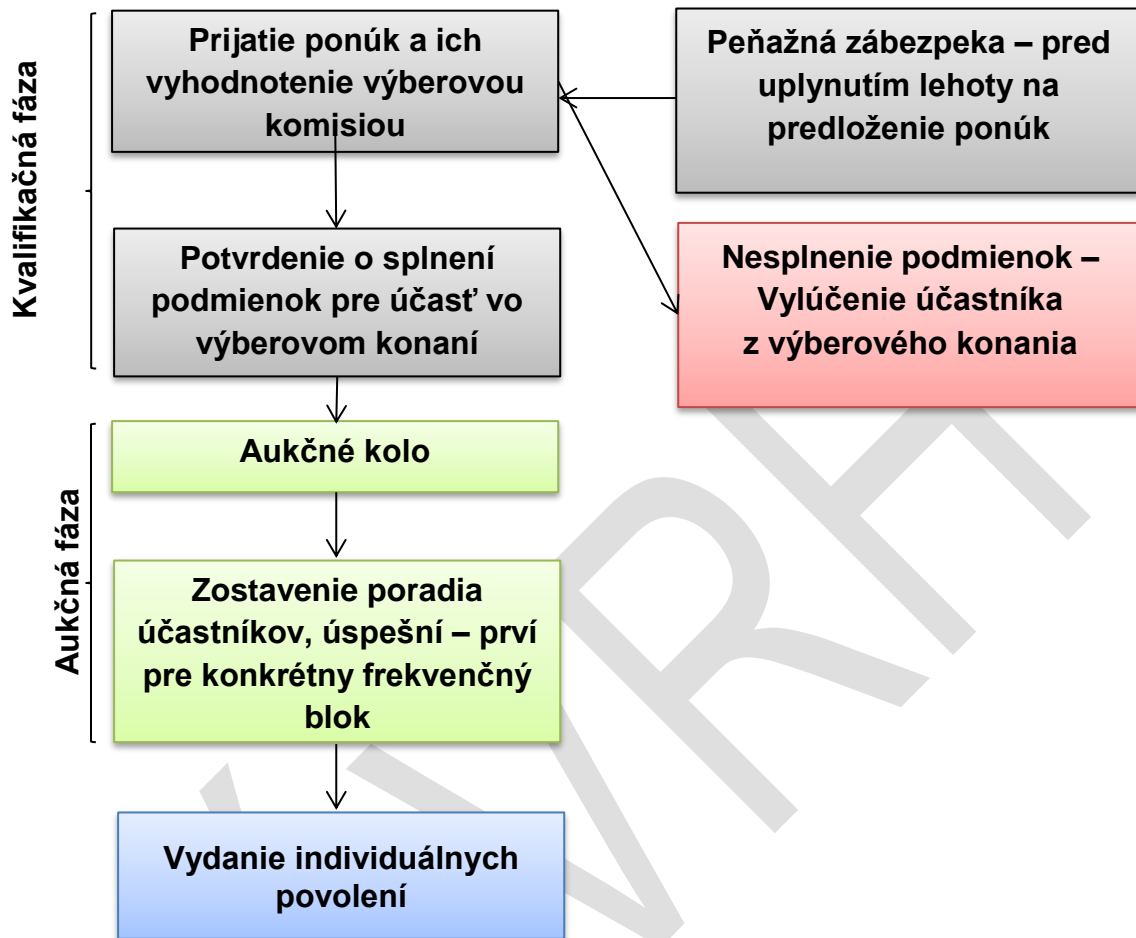 Kvalifikačná fáza
Prijatie ponúk a ich
vyhodnotenie výberovou
komisiou
Peňažná zábezpeka – pred
uplynutím lehoty na
predloženie ponúk
Potvrdenie o splnení
podmienok pre účasť vo
výberovom konaní
Nesplnenie podmienok –
Vylúčenie účastníka
z výberového konania
Aukčná fáza
Aukčné kolo
Zostavenie poradia
účastníkov, úspešní – prví
pre konkrétny frekvenčný
blok
Vydanie individuálnych
povolení
VRH